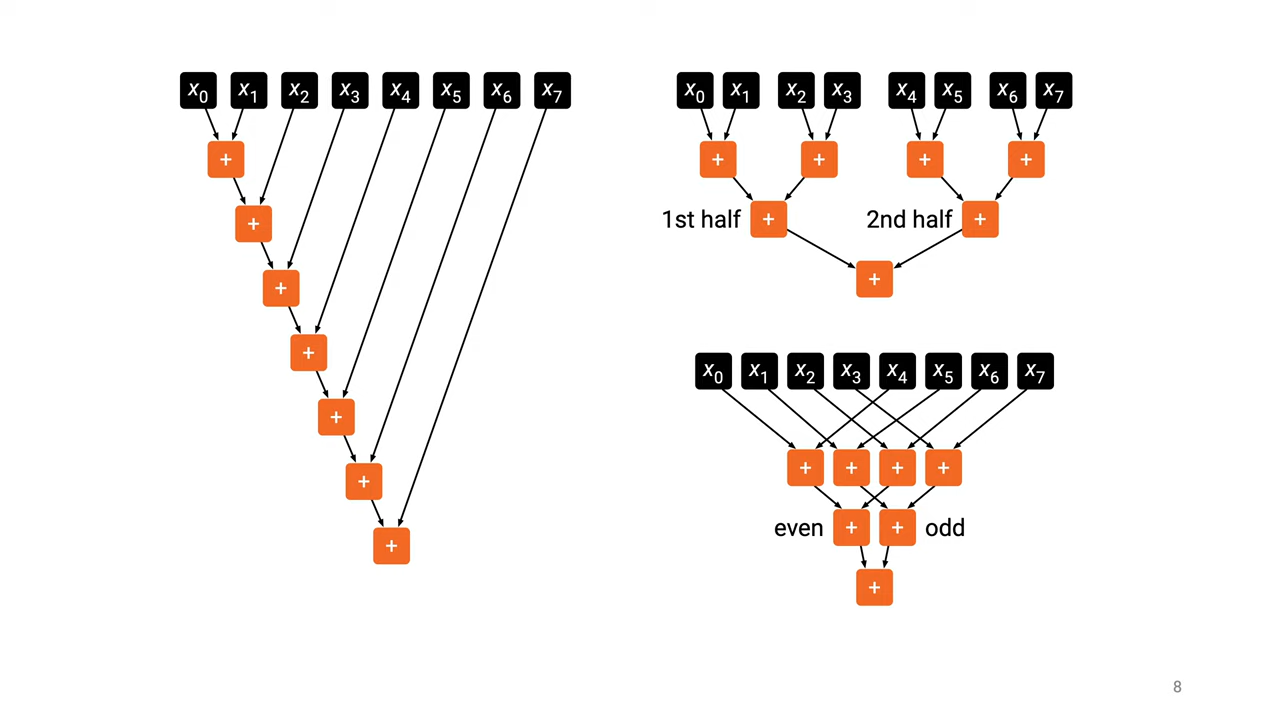 x0 x1 x2 x3 x4 x5 x6 x7
+
+
+
+
+
+
+
x0 x1 x2 x3 x4 x5 x6 x7
+ + + +
1st half + 2nd half +
+
x0 x1 x2 x3 x4 x5 x6 x7
+ + + +
even + + odd
+
8